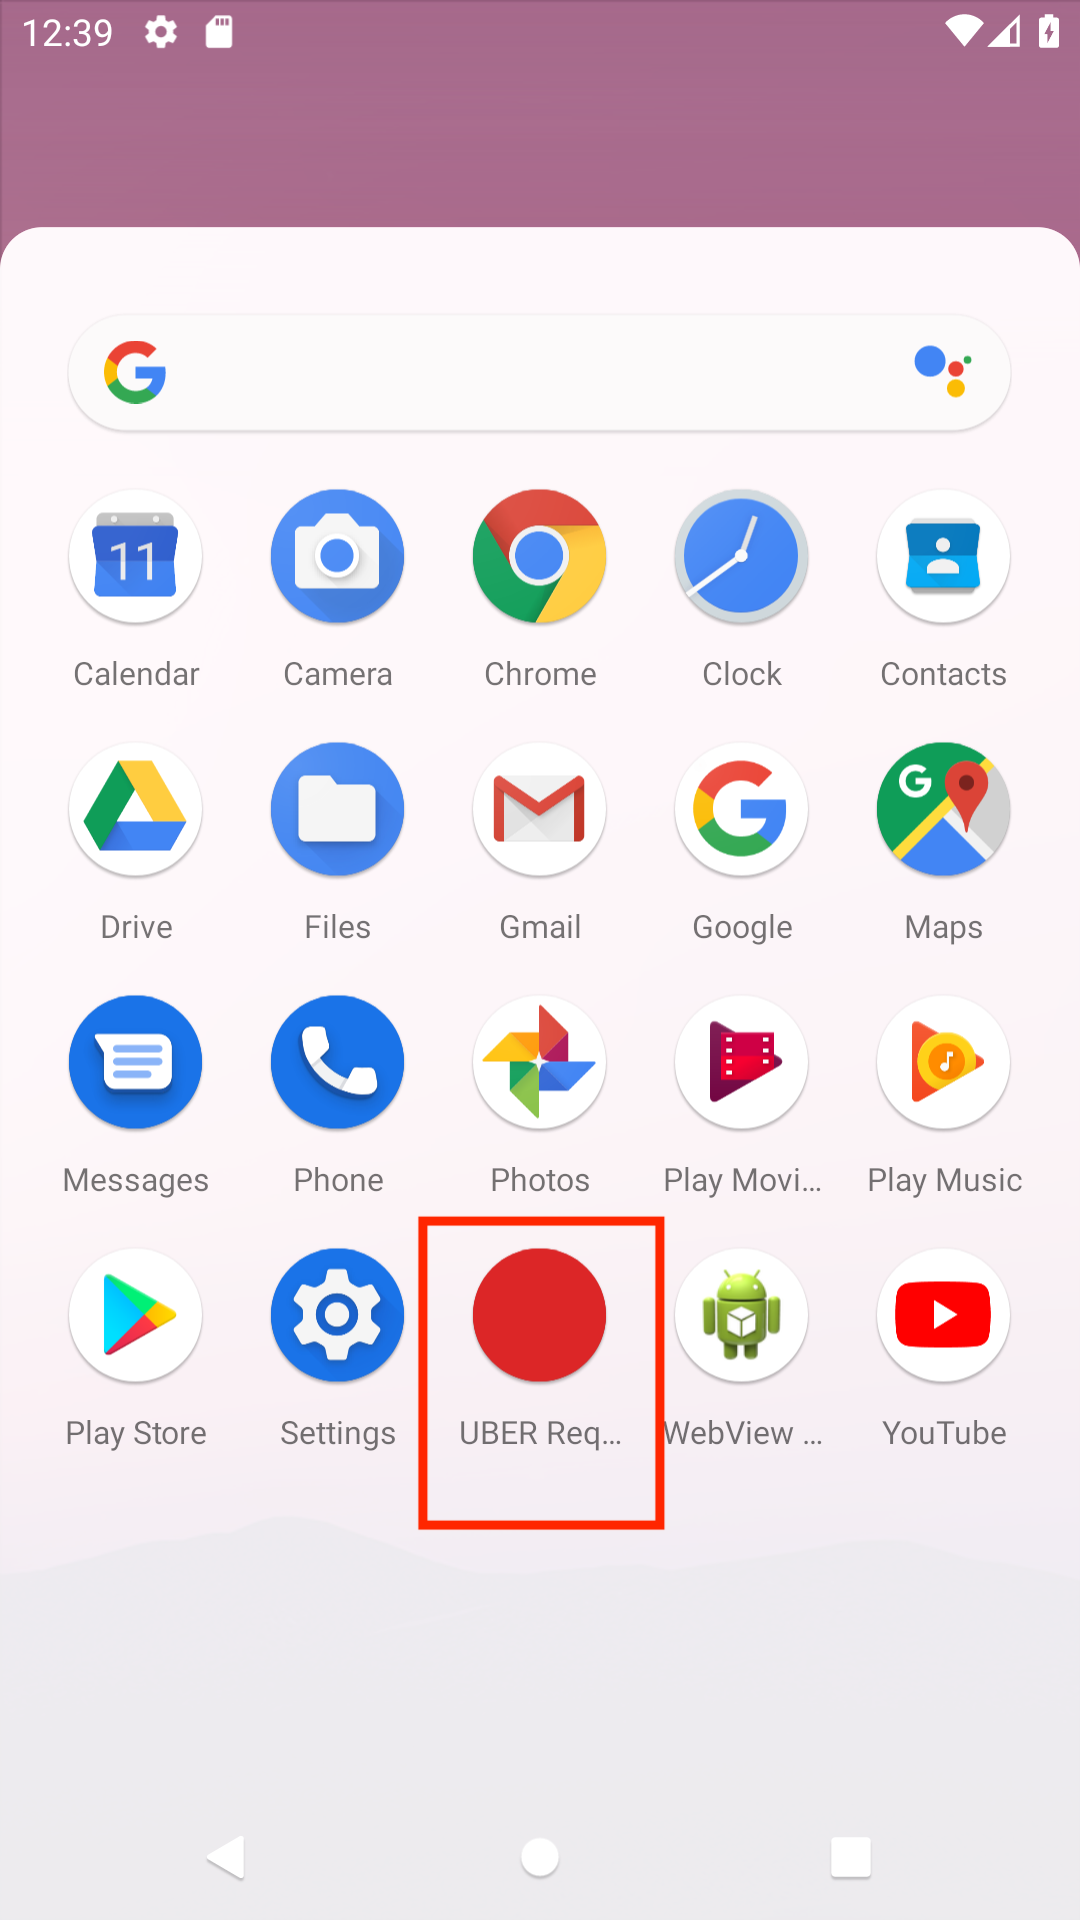 12:39
11
Calendar Camera Chrome Clock Contacts
Drive Files Gmail Google Maps
Messages Phone Photos Play Movi... Play Music
Play Store Settings UBER Req... WebView ... YouTube